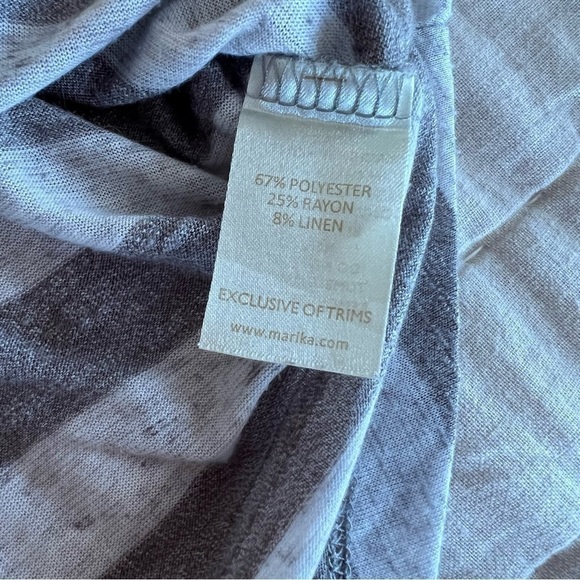 67% POLYESTER
25% RAYON
8% LINEN
EXCLUSIVE OF TRIMS
www.marika.com